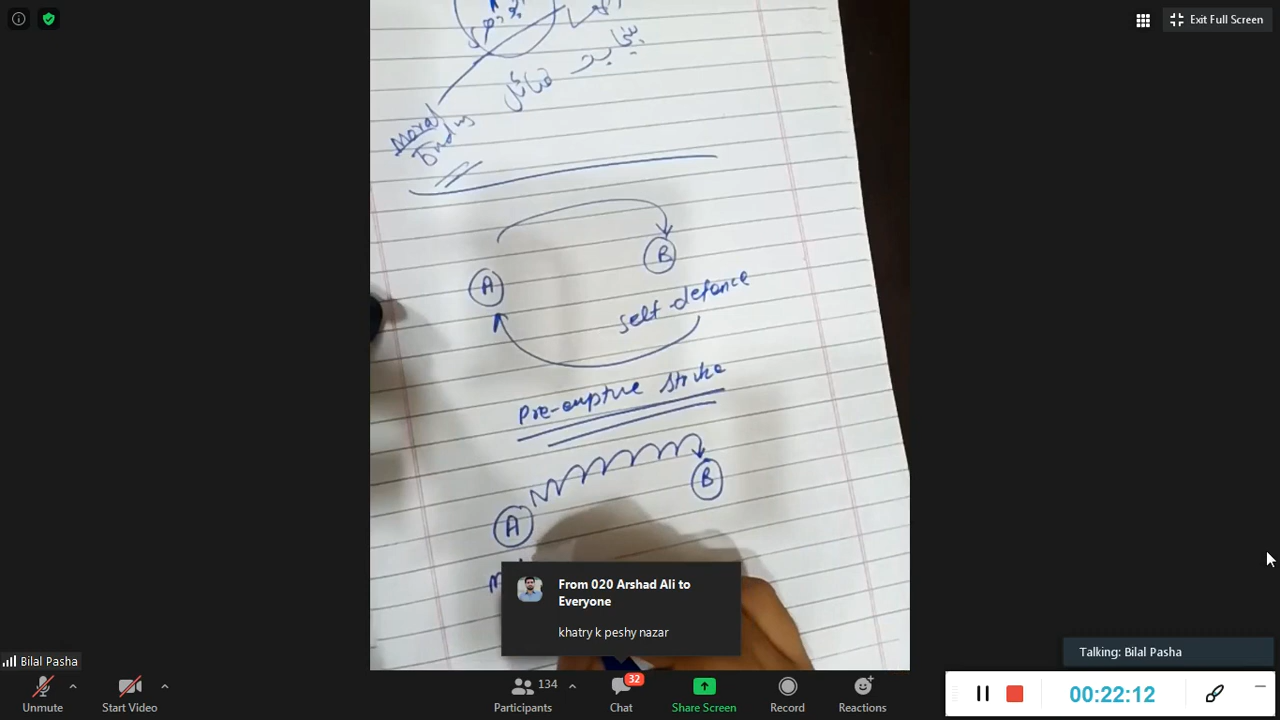 Exit Full Screen
Moral
A
B
self-defence
Pre-emptive strike
B
A
From 020 Arshad Ali to
Everyone
khatry k peshy nazar
Bilal Pasha
Talking: Bilal Pasha
Unmute
Start Video
134
Participants
32
Chat
Share Screen
Record
Reactions
00:22:12